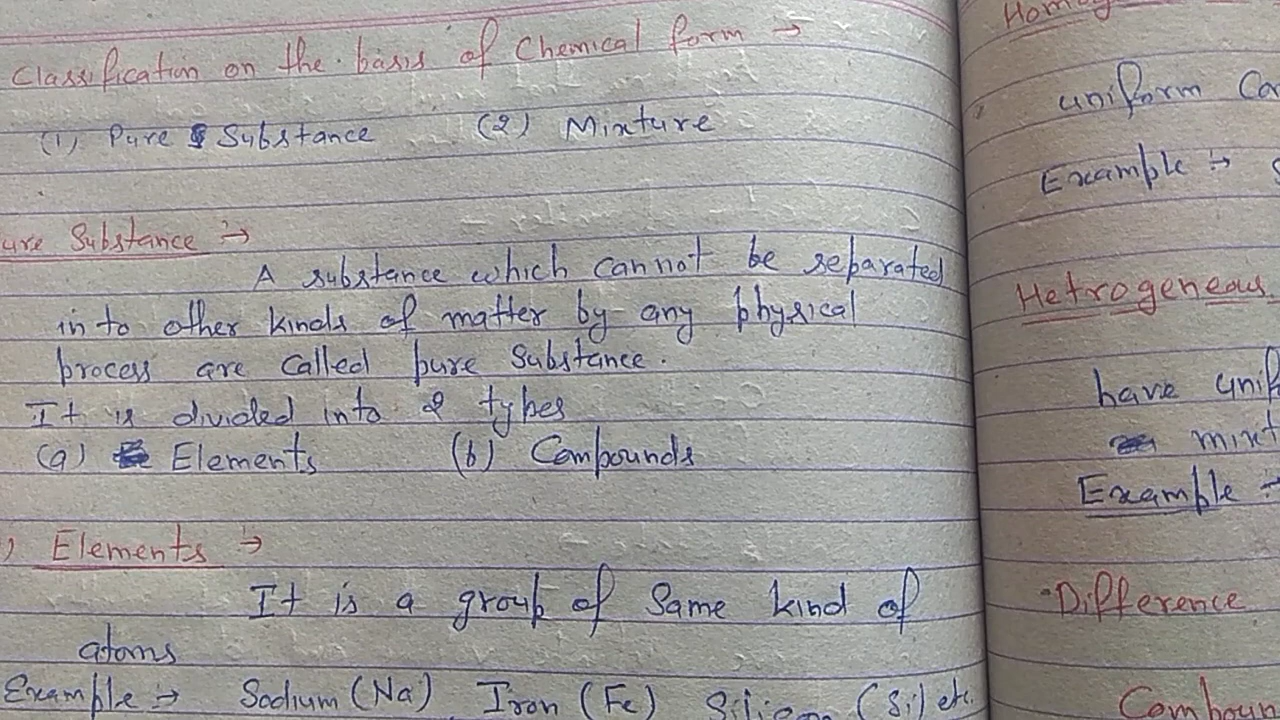 Classification on the basis of Chemical form →
(1) Pure Substance (2) Mixture
ure Substance :→
A substance which cannot be separated
into other kinds of matter by any physical
process are called pure Substance.
It is divided into 2 types
(a) Elements (b) Compounds
) Elements :→
It is a group of Same kind of
atoms
Example :→ Sodium (Na) Iron (Fe) (Si) etc.
uniform
Example :→
Hetrogeneous
have
Example :→
Difference